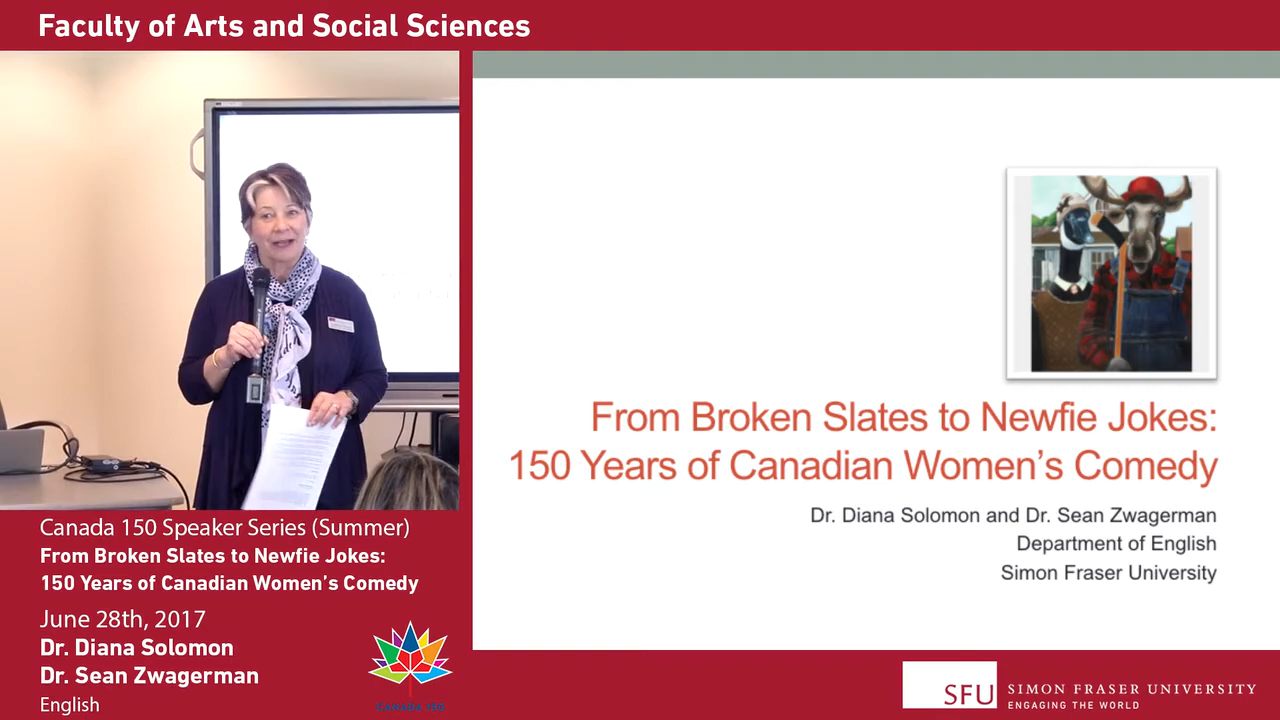 Faculty of Arts and Social Sciences
From Broken Slates to Newfie Jokes:
150 Years of Canadian Women's Comedy
Dr. Diana Solomon and Dr. Sean Zwagerman
Department of English
Simon Fraser University
Canada 150 Speaker Series (Summer)
From Broken Slates to Newfie Jokes:
150 Years of Canadian Women's Comedy
June 28th, 2017
Dr. Diana Solomon
Dr. Sean Zwagerman
English
CANADA 150
SFU
SIMON FRASER UNIVERSITY
ENGAGING THE WORLD